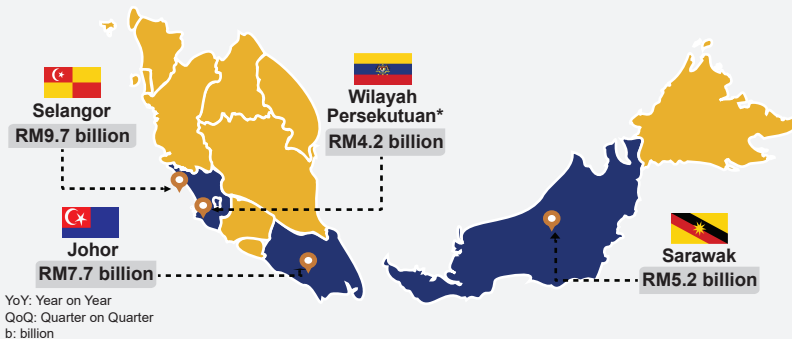 Selangor
RM9.7 billion
Wilayah
Persekutuan*
RM4.2 billion
Johor
RM7.7 billion
Sarawak
RM5.2 billion
YoY: Year on Year
QoQ: Quarter on Quarter
b: billion